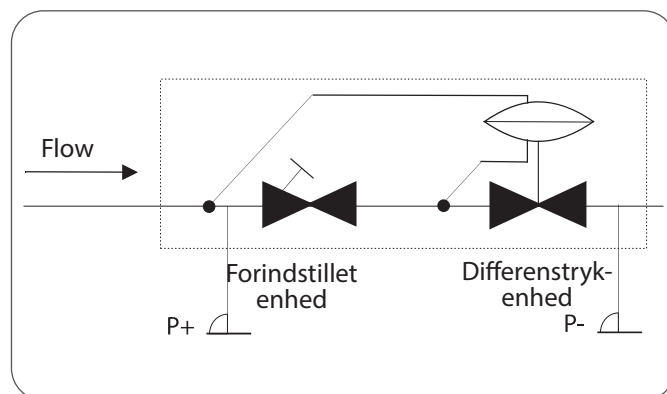 Flow
Forindstillet
enhed
Differenstryk-
enhed
P+
P-